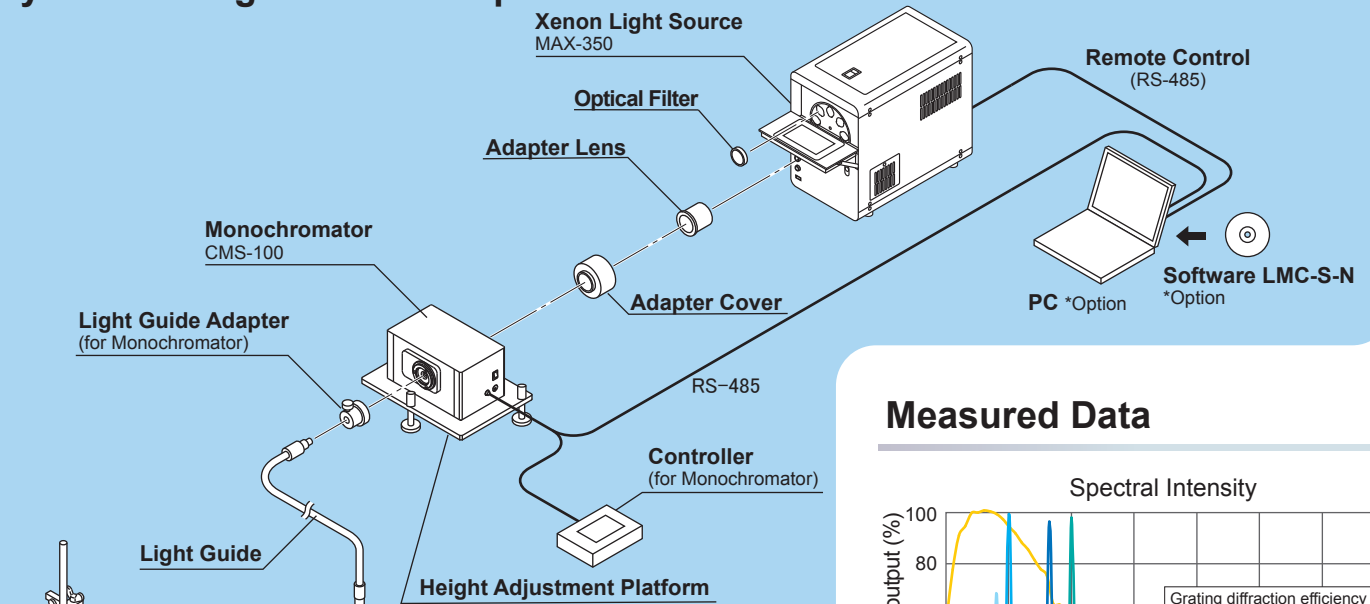 Xenon Light Source
MAX-350
Remote Control
(RS-485)
Optical Filter
Adapter Lens
Monochromator
CMS-100
Software LMC-S-N
*Option
PC *Option
Adapter Cover
Light Guide Adapter
(for Monochromator)
RS-485
Measured Data
Controller
(for Monochromator)
Spectral Intensity
100
80
output (%)
Light Guide
Height Adjustment Platform
Grating diffraction efficiency